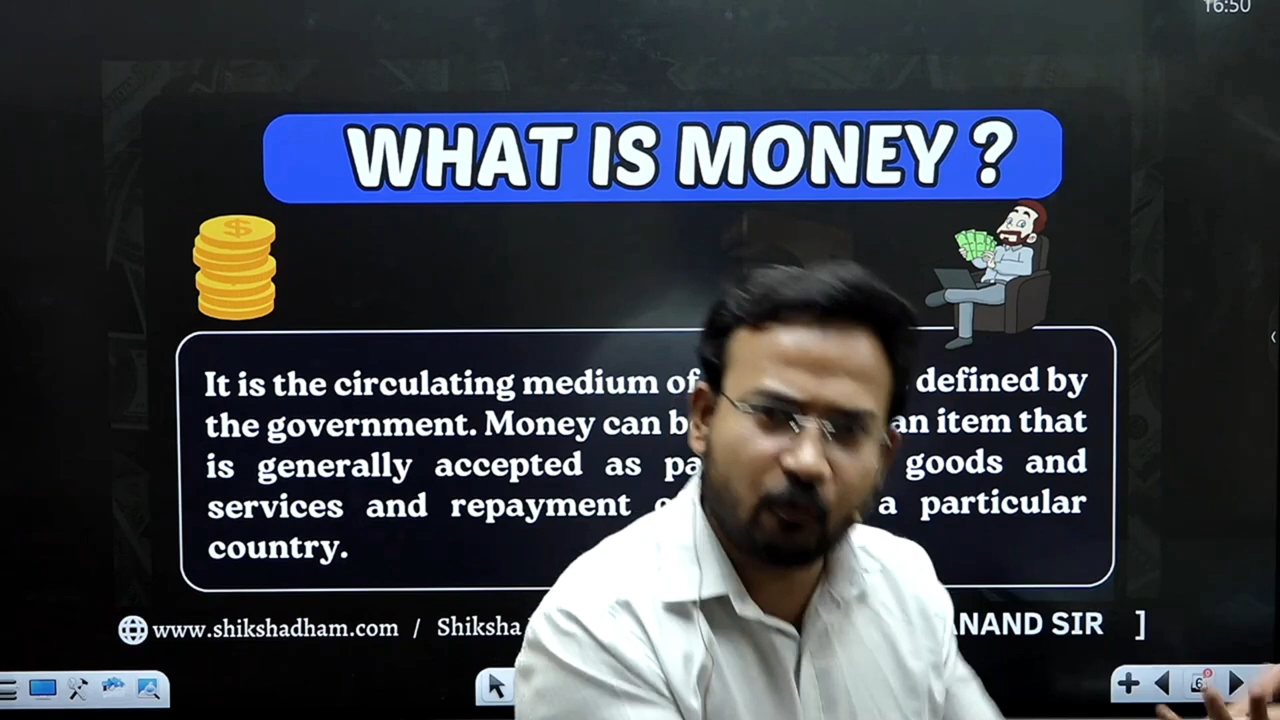 16:50
WHAT IS MONEY ?
It is the circulating medium of defined by
the government. Money can an item that
is generally accepted as goods and
services and repayment a particular
country.
www.shikshadham.com / Shiksha ANAND SIR ]